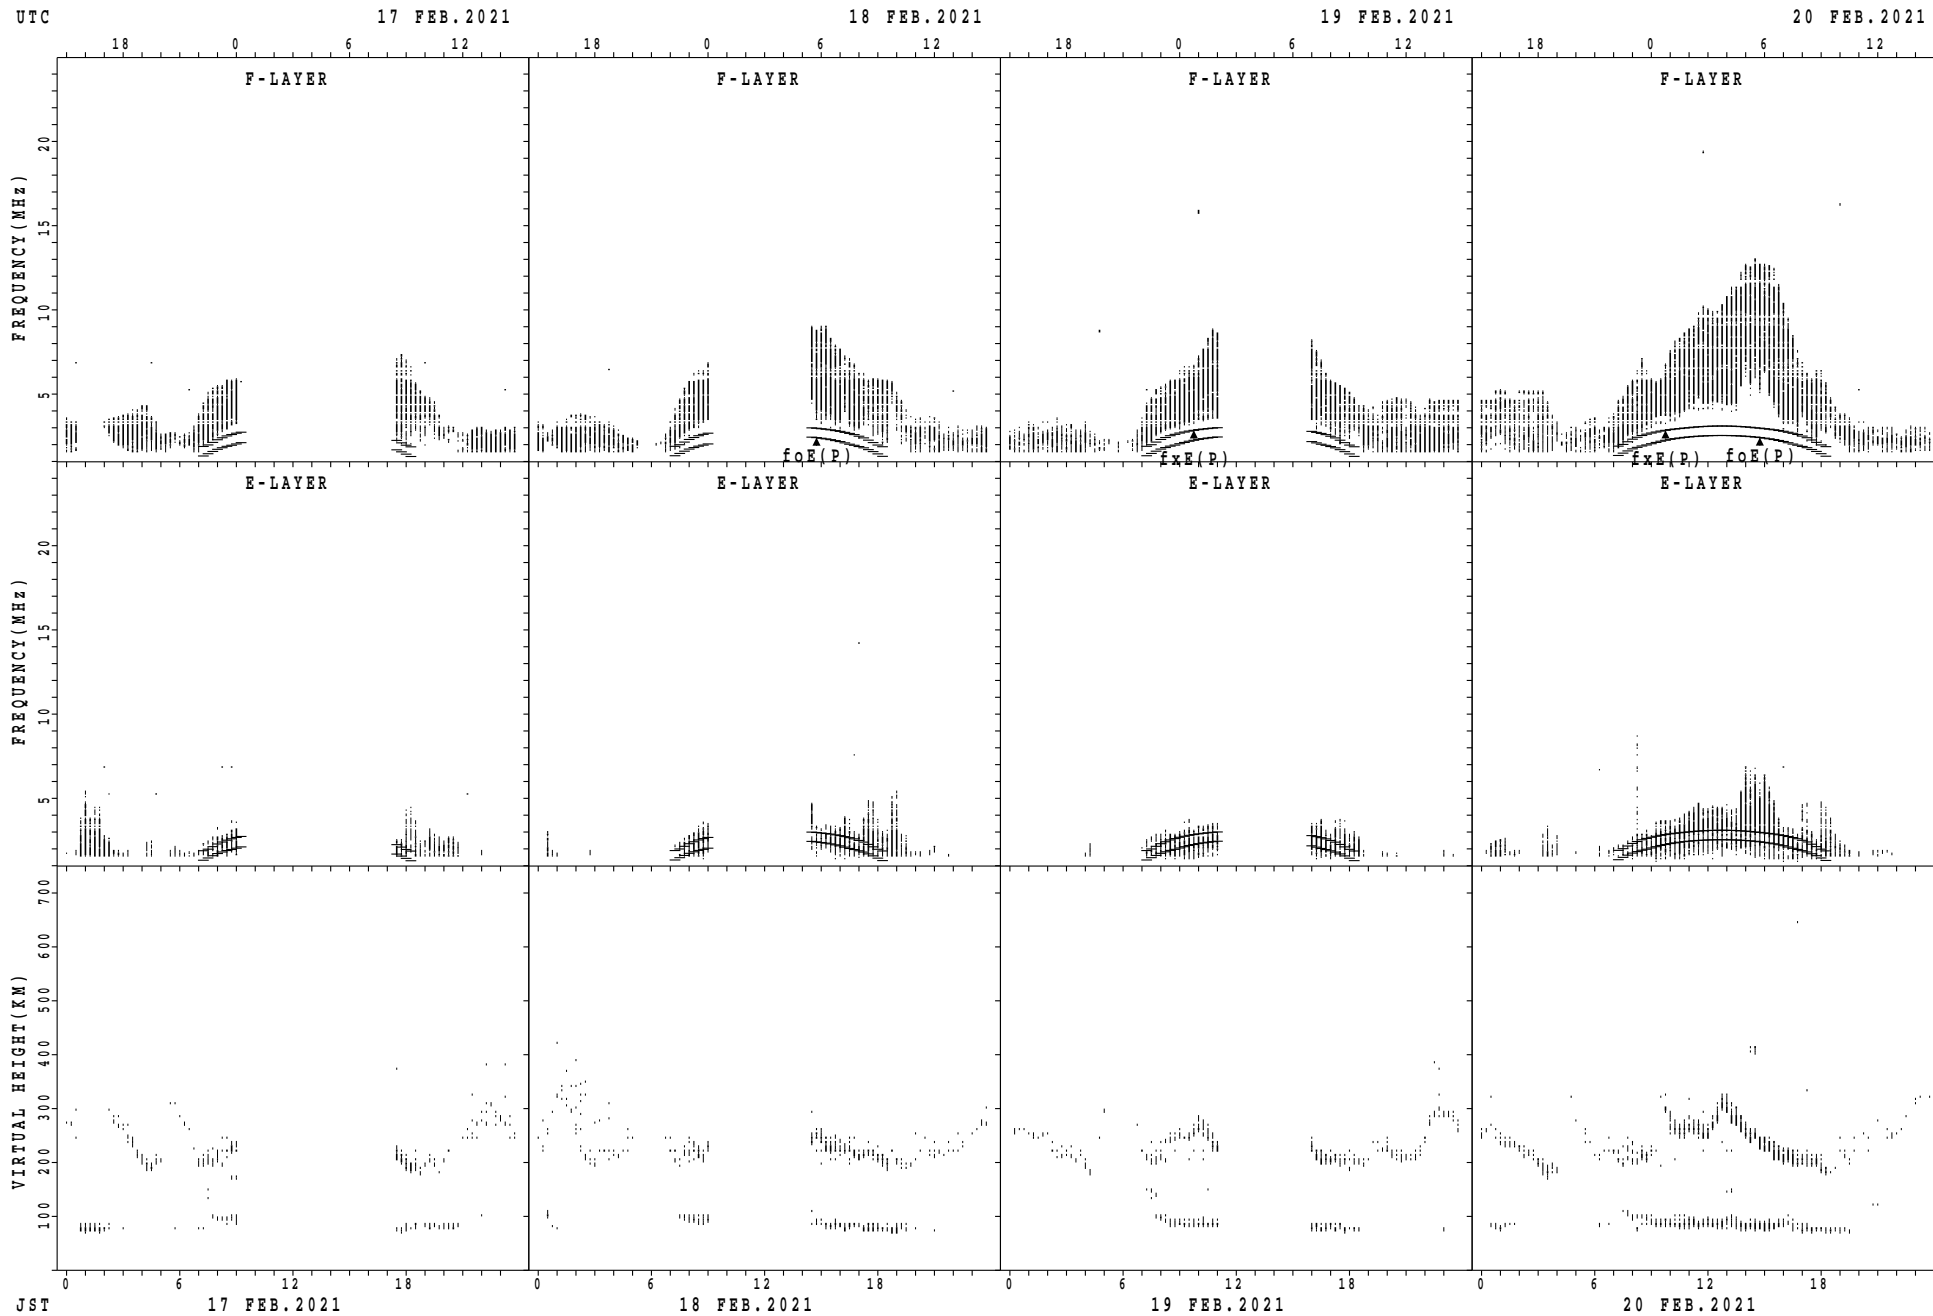 UTC 17 FEB.2021 18 FEB.2021 19 FEB.2021 20 FEB.2021
18 0 6 12 18 0 6 12 18 0 6 12 18 0 6 12
F-LAYER F-LAYER F-LAYER F-LAYER
FREQUENCY(MHz)
20
15
10
5
foE(P) fxE(P) fxE(P) foE(P)
E-LAYER E-LAYER E-LAYER E-LAYER
FREQUENCY(MHz)
20
15
10
5
VIRTUAL HEIGHT(KM)
700
600
500
400
300
200
100
0 6 12 18 0 6 12 18 0 6 12 18 0 6 12 18
JST 17 FEB.2021 18 FEB.2021 19 FEB.2021 20 FEB.2021